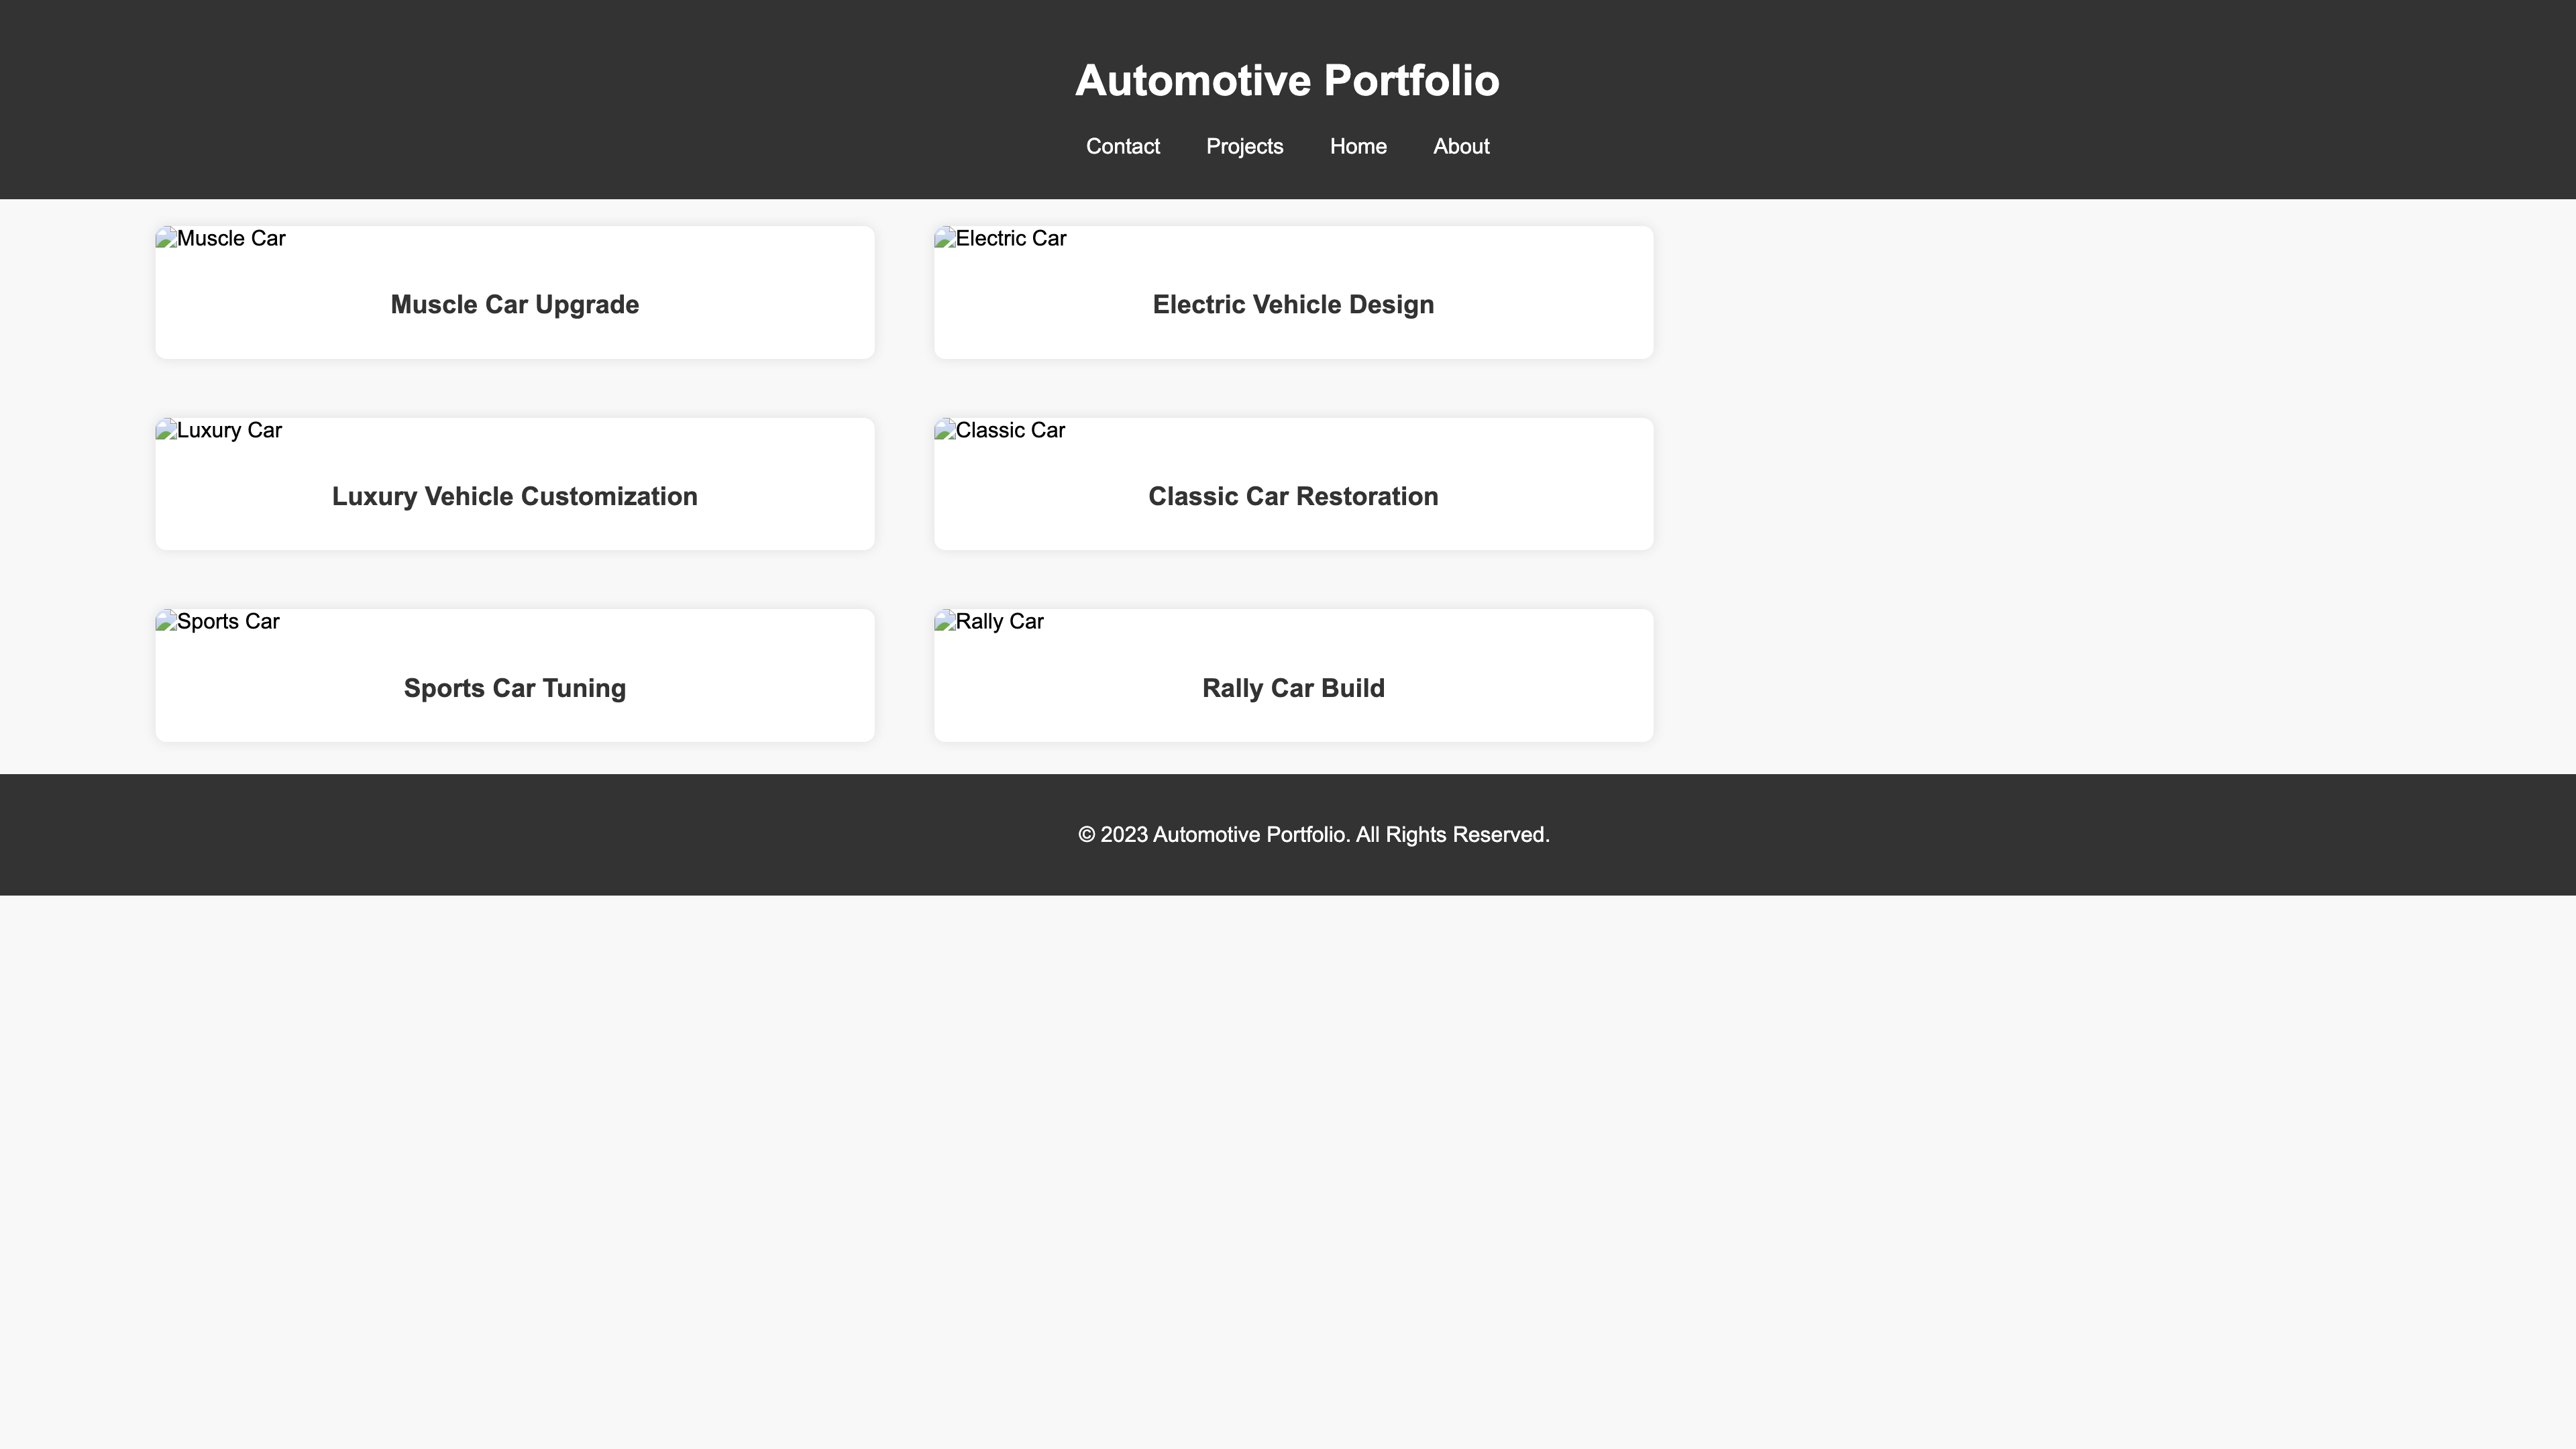 Automotive Portfolio
Contact Projects Home About
Muscle Car
Muscle Car Upgrade
Electric Car
Electric Vehicle Design
Luxury Car
Luxury Vehicle Customization
Classic Car
Classic Car Restoration
Sports Car
Sports Car Tuning
Rally Car
Rally Car Build
© 2023 Automotive Portfolio. All Rights Reserved.